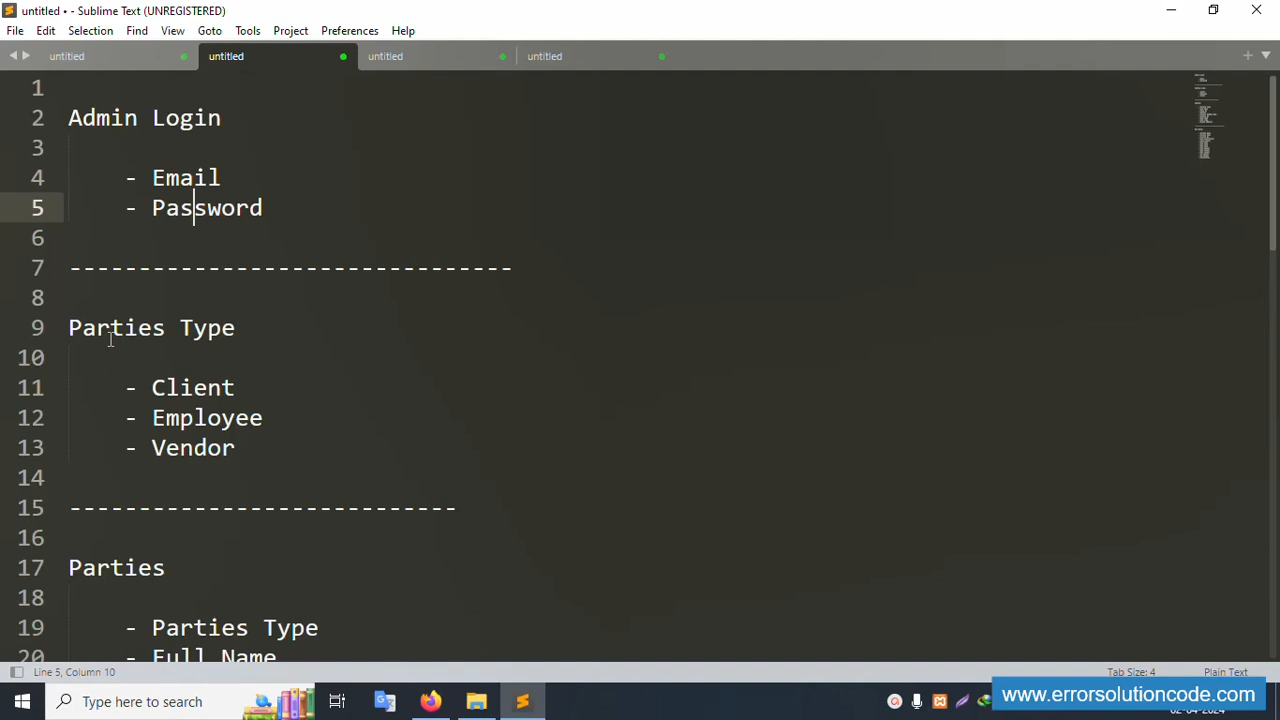 untitled • - Sublime Text (UNREGISTERED)
File Edit Selection Find View Goto Tools Project Preferences Help
untitled untitled untitled untitled
1
2 Admin Login
3
4 - Email
5 - Password
6
7 --------------------------------
8
9 Parties Type
10
11 - Client
12 - Employee
13 - Vendor
14
15 ----------------------------
16
17 Parties
18
19 - Parties Type
20 - Full Name
Line 5, Column 10 Tab Size: 4 Plain Text
Type here to search
www.errorsolutioncode.com